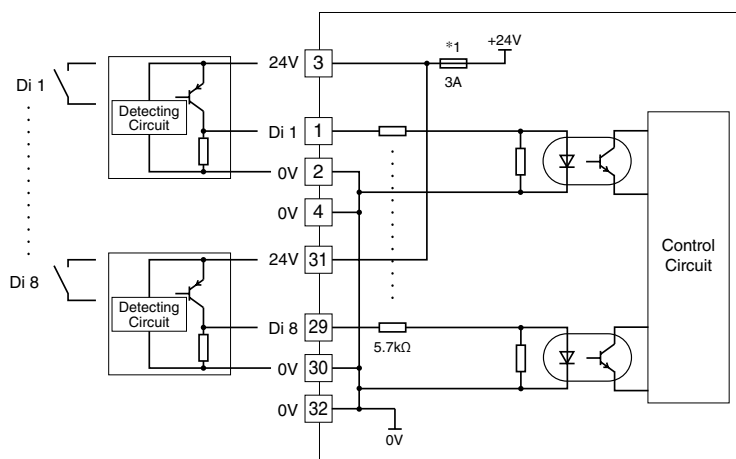 *1
+24V
24V
3
3A
Di 1
Detecting
Circuit
Di 1
1
0V
2
0V
4
24V
31
Control
Circuit
Di 8
Detecting
Circuit
Di 8
29
5.7kΩ
0V
30
0V
32
0V